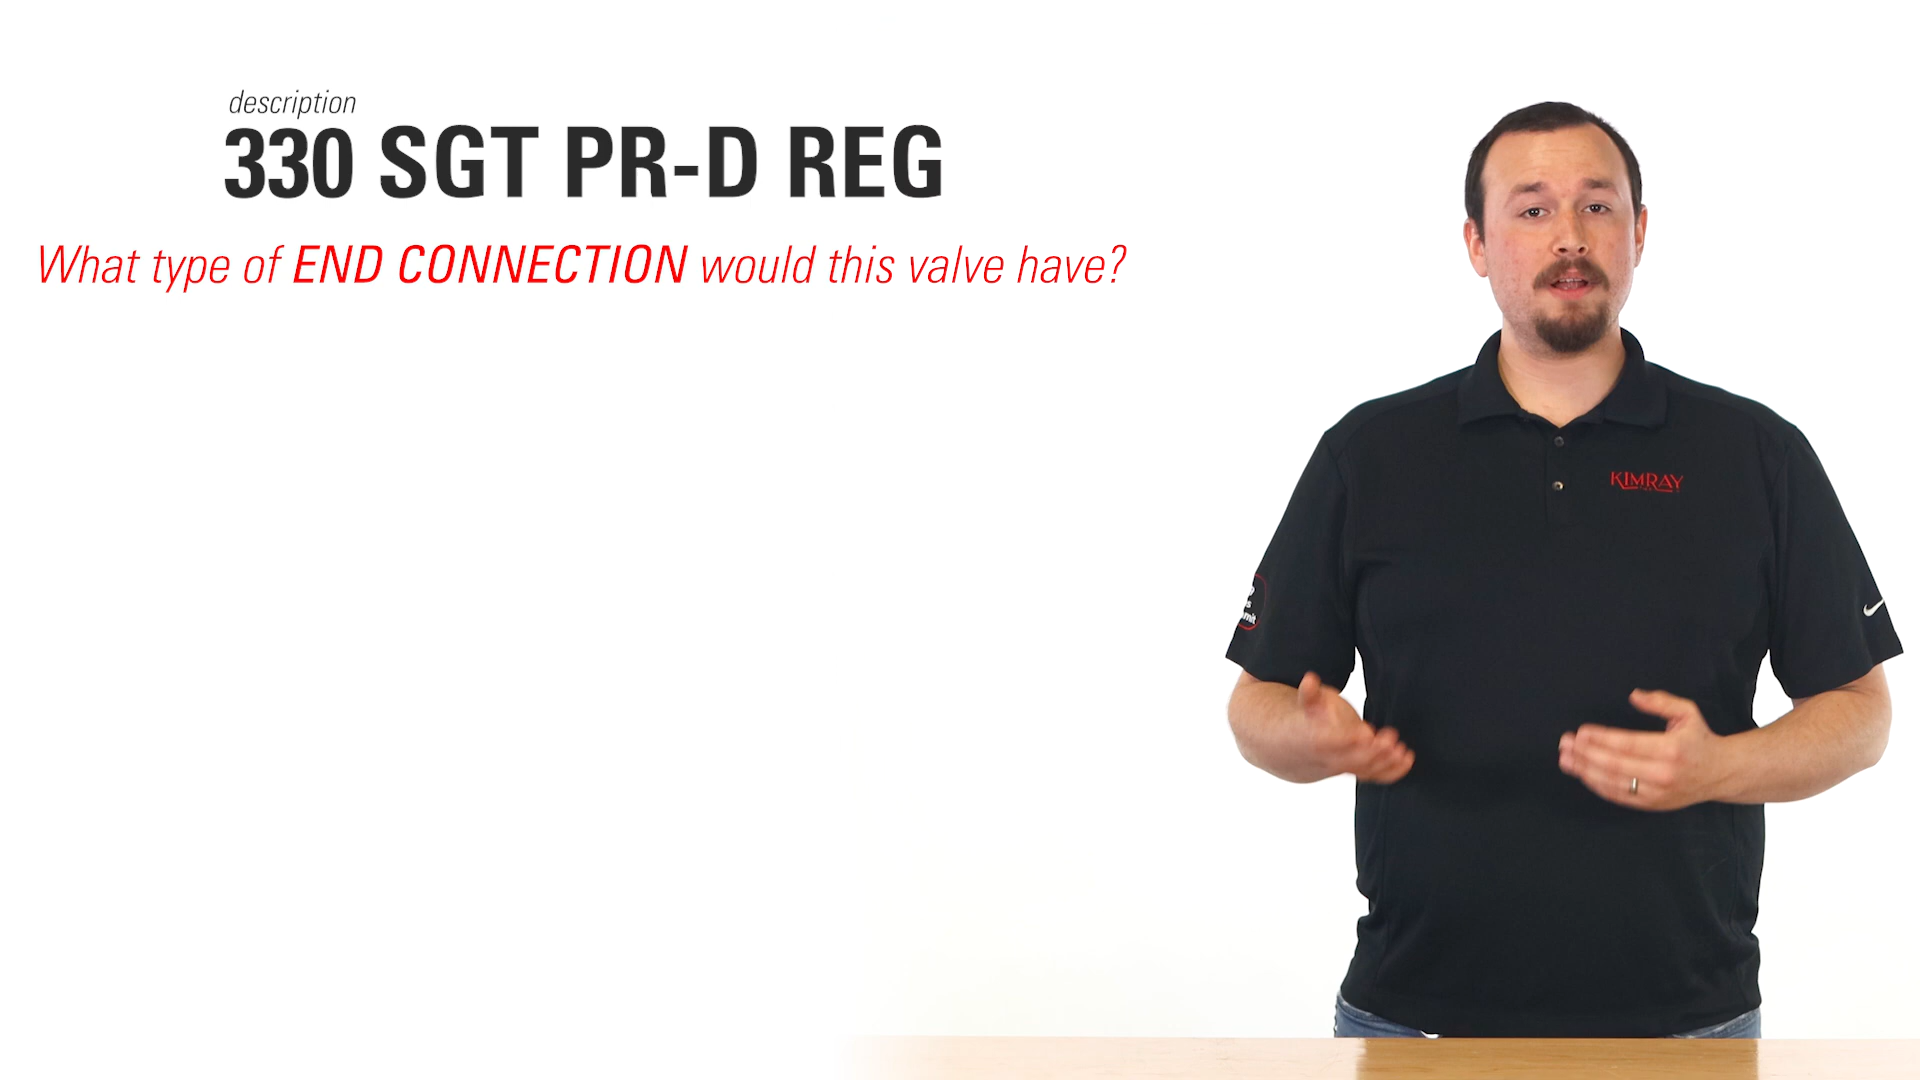 description
330 SGT PR-D REG
What type of END CONNECTION would this valve have?
KIMRAY